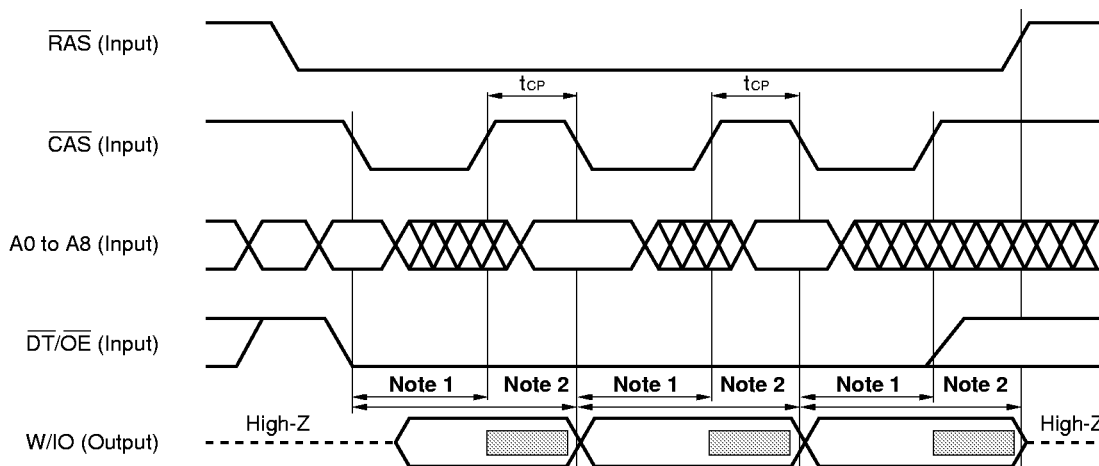 RAS (Input)
tCP tCP
CAS (Input)
A0 to A8 (Input)
DT/OE (Input)
Note 1 Note 2 Note 1 Note 2 Note 1 Note 2
High-Z High-Z
W/IO (Output)